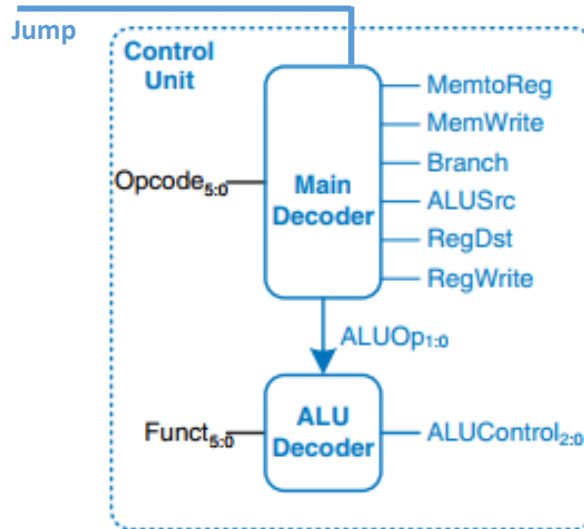 Jump
Control
Unit
MemtoReg
MemWrite
Branch
ALUSrc
RegDst
RegWrite
Opcode5:0
Main
Decoder
ALUOp1:0
Funct5:0
ALU
Decoder
ALUControl2:0